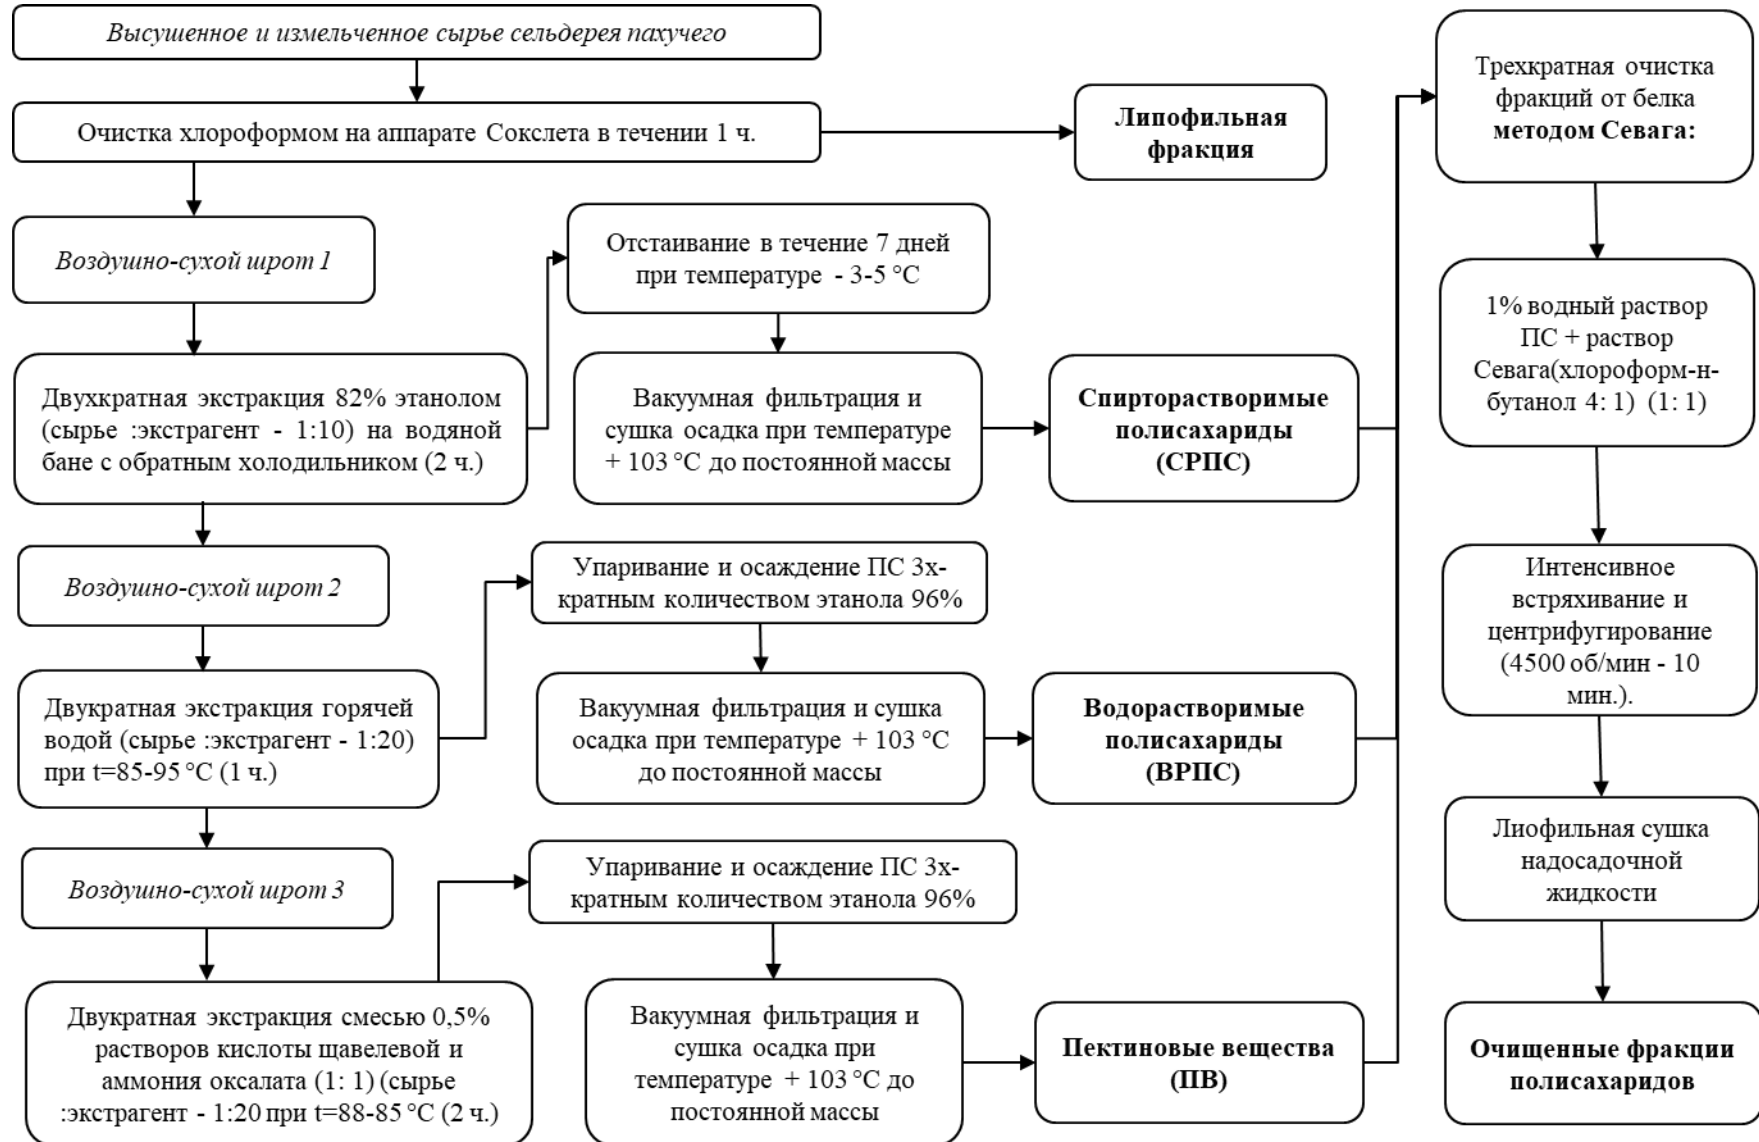 Высушенное и измельченное сырье сельдерея пахучего
Очистка хлороформом на аппарате Сокслета в течении 1 ч.
Липофильная
фракция
Воздушно-сухой шрот 1
Отстаивание в течение 7 дней
при температуре - 3-5 °C
Двухкратная экстракция 82% этанолом
(сырье :экстрагент - 1:10) на водяной
бане с обратным холодильником (2 ч.)
Вакуумная фильтрация и
сушка осадка при температуре
+ 103 °C до постоянной массы
Спирторастворимые
полисахариды
(СРПС)
Воздушно-сухой шрот 2
Упаривание и осаждение ПС 3х-
кратным количеством этанола 96%
Двукратная экстракция горячей
водой (сырье :экстрагент - 1:20)
при t=85-95 °C (1 ч.)
Вакуумная фильтрация и сушка
осадка при температуре + 103 °C
до постоянной массы
Водорастворимые
полисахариды
(ВРПС)
Воздушно-сухой шрот 3
Упаривание и осаждение ПС 3х-
кратным количеством этанола 96%
Двукратная экстракция смесью 0,5%
растворов кислоты щавелевой и
аммония оксалата (1: 1) (сырье
:экстрагент - 1:20 при t=88-85 °C (2 ч.)
Вакуумная фильтрация и
сушка осадка при
температуре + 103 °C до
постоянной массы
Пектиновые вещества
(ПВ)
Трехкратная очистка
фракций от белка
методом Севага:
1% водный раствор
ПС + раствор
Севага(хлороформ-н-
бутанол 4: 1) (1: 1)
Интенсивное
встряхивание и
центрифугирование
(4500 об/мин - 10
мин.).
Лиофильная сушка
надосадочной
жидкости
Очищенные фракции
полисахаридов